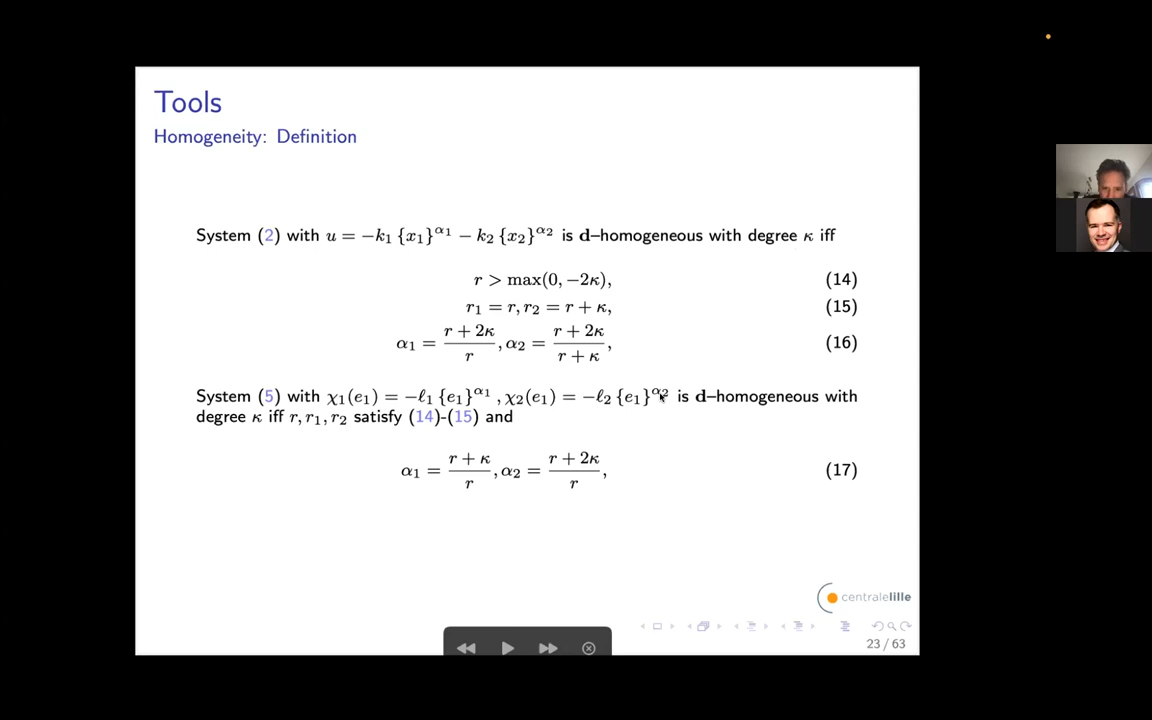 Tools
Homogeneity: Definition
System (2) with u = −k₁ {x₁}^α₁ − k₂ {x₂}^α₂ is d–homogeneous with degree κ iff
r > max(0, −2κ), (14)
r₁ = r, r₂ = r + κ, (15)
α₁ = (r + 2κ)/r, α₂ = (r + 2κ)/(r + κ), (16)
System (5) with χ₁(e₁) = −ℓ₁ {e₁}^α₁ , χ₂(e₁) = −ℓ₂ {e₁}^α₂ is d–homogeneous with
degree κ iff r, r₁, r₂ satisfy (14)-(15) and
α₁ = (r + κ)/r, α₂ = (r + 2κ)/r, (17)
centralelille
23 / 63